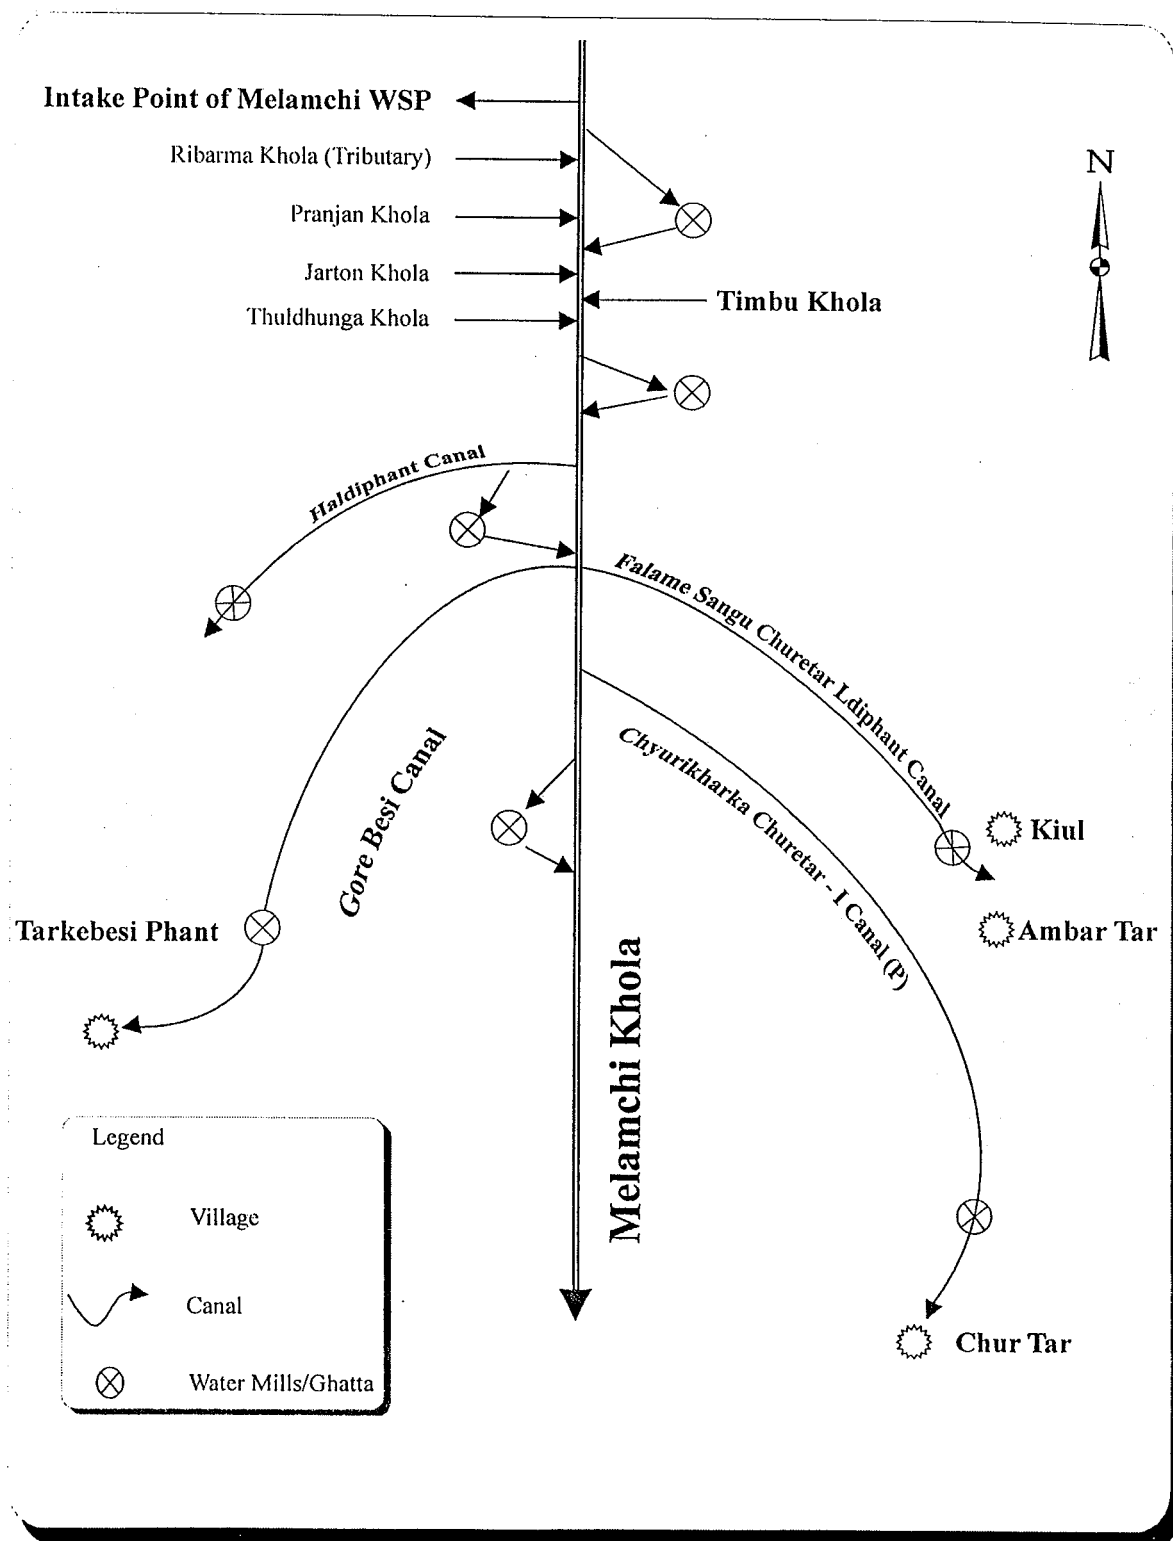 Intake Point of Melamchi WSP
Ribarma Khola (Tributary)
Pranjan Khola
Jarton Khola
Thuldhunga Khola
N
Timbu Khola
Haldiphant Canal
Falame Sangu Churetar Ldiphant Canal
Gore Besi Canal
Chyurikharka Churetar - I Canal (P)
Kiul
Tarkebesi Phant
Ambar Tar
Melamchi Khola
Chur Tar
Legend
Village
Canal
Water Mills/Ghatta